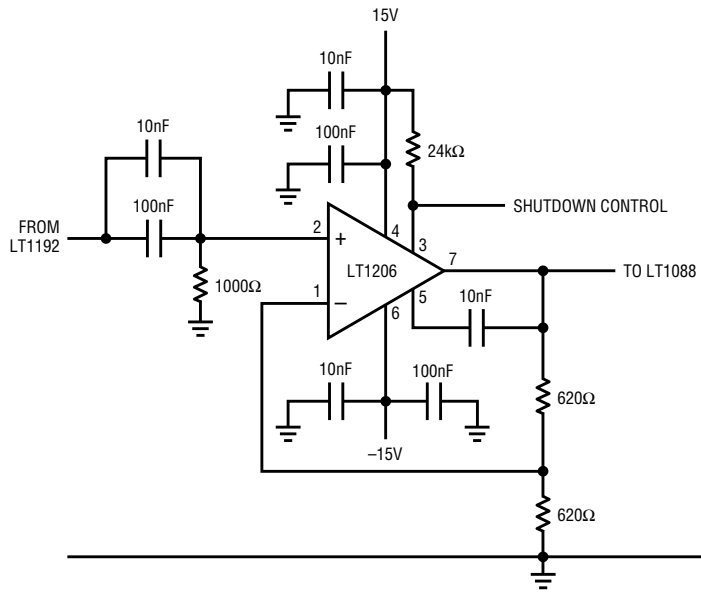 15V
10nF
100nF
24kΩ
10nF
100nF
SHUTDOWN CONTROL
FROM
LT1192
2
+
4
3
7
LT1206
TO LT1088
1000Ω
1
–
5
6
10nF
10nF
100nF
620Ω
–15V
620Ω